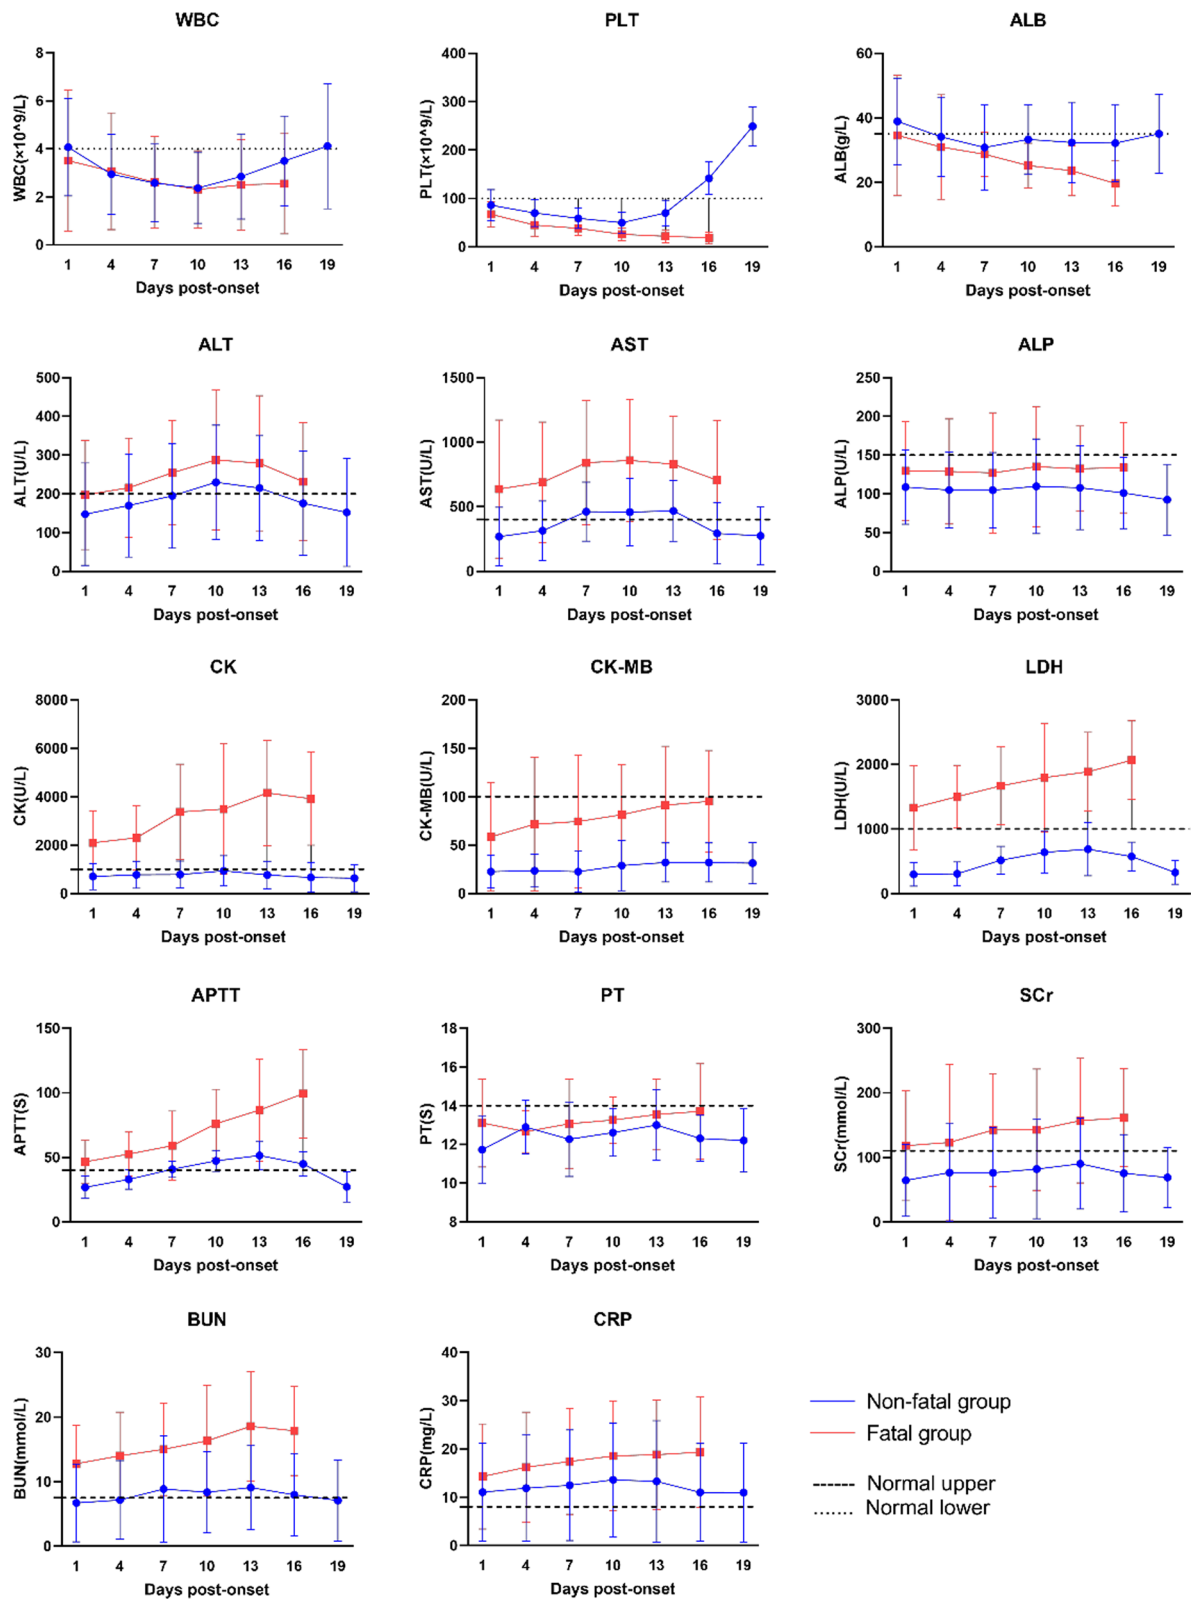 WBC
WBC(×10^9/L)
8
6
4
2
0
1 4 7 10 13 16 19
Days post-onset
PLT
PLT(×10^9/L)
400
300
200
100
0
1 4 7 10 13 16 19
Days post-onset
ALB
ALB(g/L)
60
40
20
0
1 4 7 10 13 16 19
Days post-onset
ALT
ALT(U/L)
500
400
300
200
100
0
1 4 7 10 13 16 19
Days post-onset
AST
AST(U/L)
1500
1000
500
0
1 4 7 10 13 16 19
Days post-onset
ALP
ALP(U/L)
250
200
150
100
50
0
1 4 7 10 13 16 19
Days post-onset
CK
CK(U/L)
8000
6000
4000
2000
0
1 4 7 10 13 16 19
Days post-onset
CK-MB
CK-MB(U/L)
200
150
100
50
0
1 4 7 10 13 16 19
Days post-onset
LDH
LDH(U/L)
3000
2000
1000
0
1 4 7 10 13 16 19
Days post-onset
APTT
APTT(S)
150
100
50
0
1 4 7 10 13 16 19
Days post-onset
PT
PT(S)
18
16
14
12
10
8
1 4 7 10 13 16 19
Days post-onset
SCr
SCr(mmol/L)
300
200
100
0
1 4 7 10 13 16 19
Days post-onset
BUN
BUN(mmol/L)
30
20
10
0
1 4 7 10 13 16 19
Days post-onset
CRP
CRP(mg/L)
40
30
20
10
0
1 4 7 10 13 16 19
Days post-onset
Non-fatal group
Fatal group
Normal upper
Normal lower